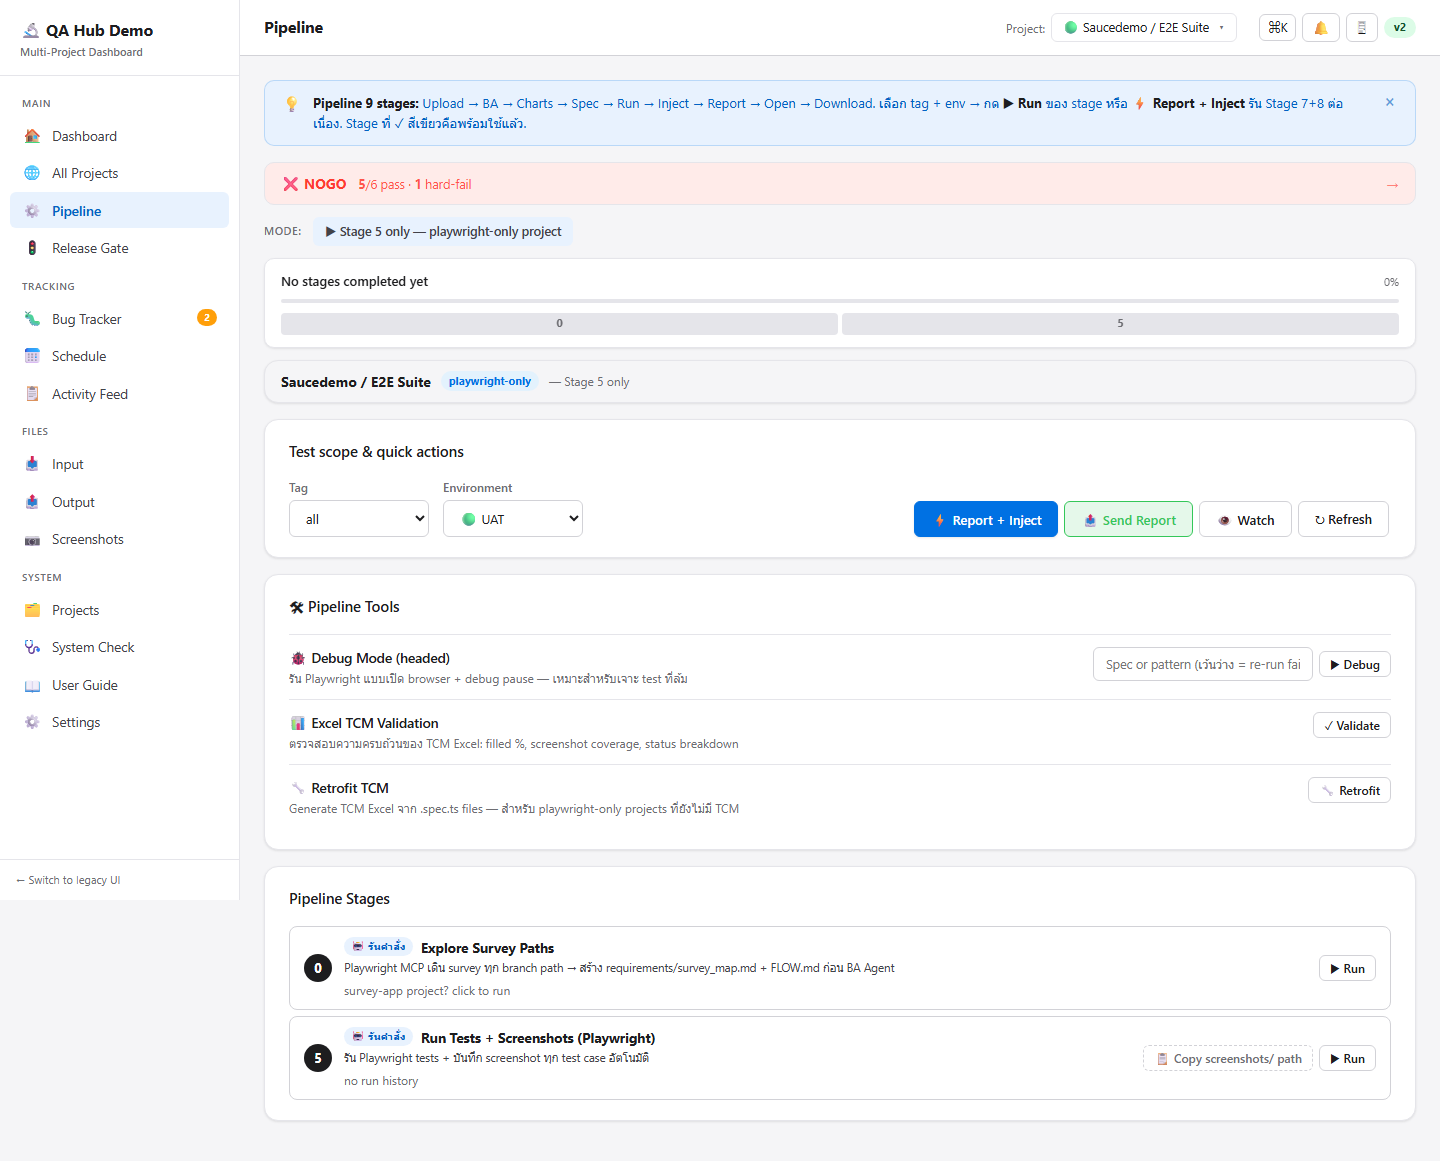 QA Hub Demo
Multi-Project Dashboard
MAIN
Dashboard
All Projects
Pipeline
Release Gate
TRACKING
Bug Tracker 2
Schedule
Activity Feed
FILES
Input
Output
Screenshots
SYSTEM
Projects
System Check
User Guide
Settings
← Switch to legacy UI
Pipeline
Project: Saucedemo / E2E Suite ⌘K v2
Pipeline 9 stages: Upload → BA → Charts → Spec → Run → Inject → Report → Open → Download. เลือก tag + env → กด ▶ Run ของ stage หรือ ⚡ Report + Inject รัน Stage 7+8 ต่อ
เนื่อง. Stage ที่ ✓ สีเขียวคือพร้อมใช้แล้ว. ×
❌ NOGO 5/6 pass · 1 hard-fail →
MODE: ▶ Stage 5 only — playwright-only project
No stages completed yet 0%
0 5
Saucedemo / E2E Suite playwright-only — Stage 5 only
Test scope & quick actions
Tag Environment
all UAT ⚡ Report + Inject Send Report Watch ↻ Refresh
Pipeline Tools
Debug Mode (headed)
รัน Playwright แบบเปิด browser + debug pause — เหมาะสำหรับเจาะ test ที่ล้ม
Spec or pattern (เว้นว่าง = re-run fai ▶ Debug
Excel TCM Validation
ตรวจสอบความครบถ้วนของ TCM Excel: filled %, screenshot coverage, status breakdown
✓ Validate
Retrofit TCM
Generate TCM Excel จาก .spec.ts files — สำหรับ playwright-only projects ที่ยังไม่มี TCM
Retrofit
Pipeline Stages
0 รันคำสั่ง Explore Survey Paths
Playwright MCP เดิน survey ทุก branch path → สร้าง requirements/survey_map.md + FLOW.md ก่อน BA Agent
survey-app project? click to run
▶ Run
5 รันคำสั่ง Run Tests + Screenshots (Playwright)
รัน Playwright tests + บันทึก screenshot ทุก test case อัตโนมัติ
no run history
Copy screenshots/ path ▶ Run